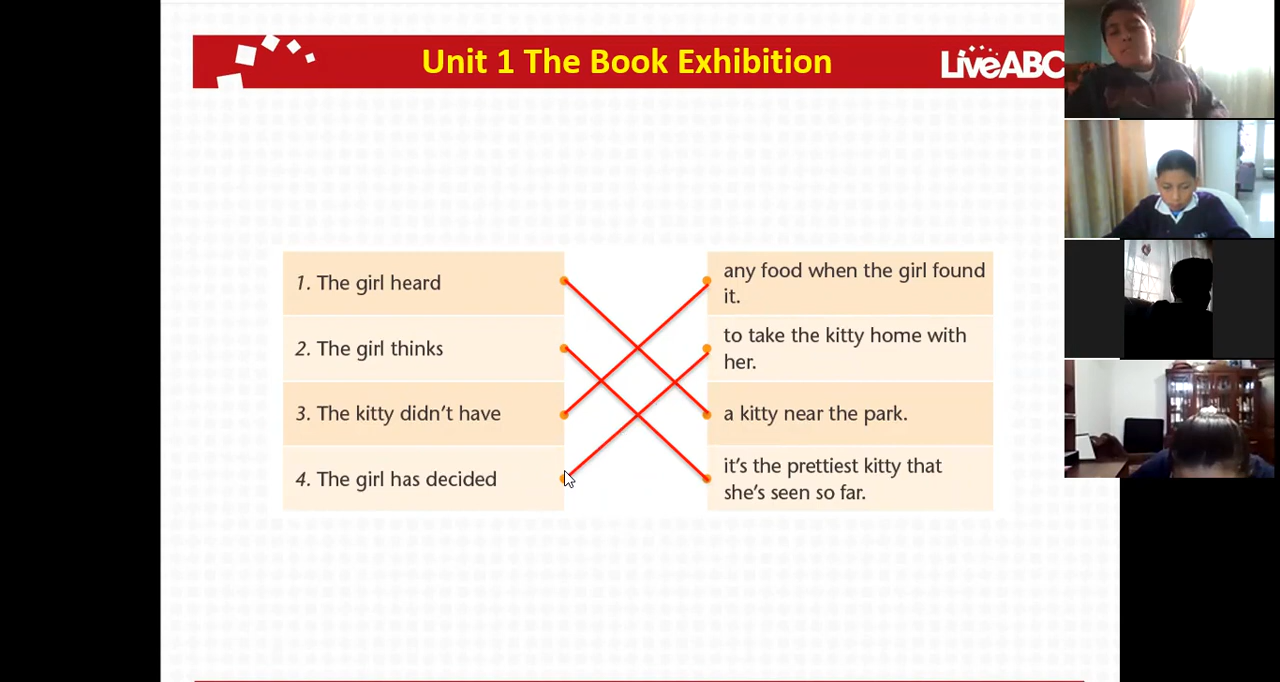 Unit 1 The Book Exhibition
LiveABC
1. The girl heard
any food when the girl found
it.
2. The girl thinks
to take the kitty home with
her.
3. The kitty didn't have
a kitty near the park.
4. The girl has decided
it's the prettiest kitty that
she's seen so far.